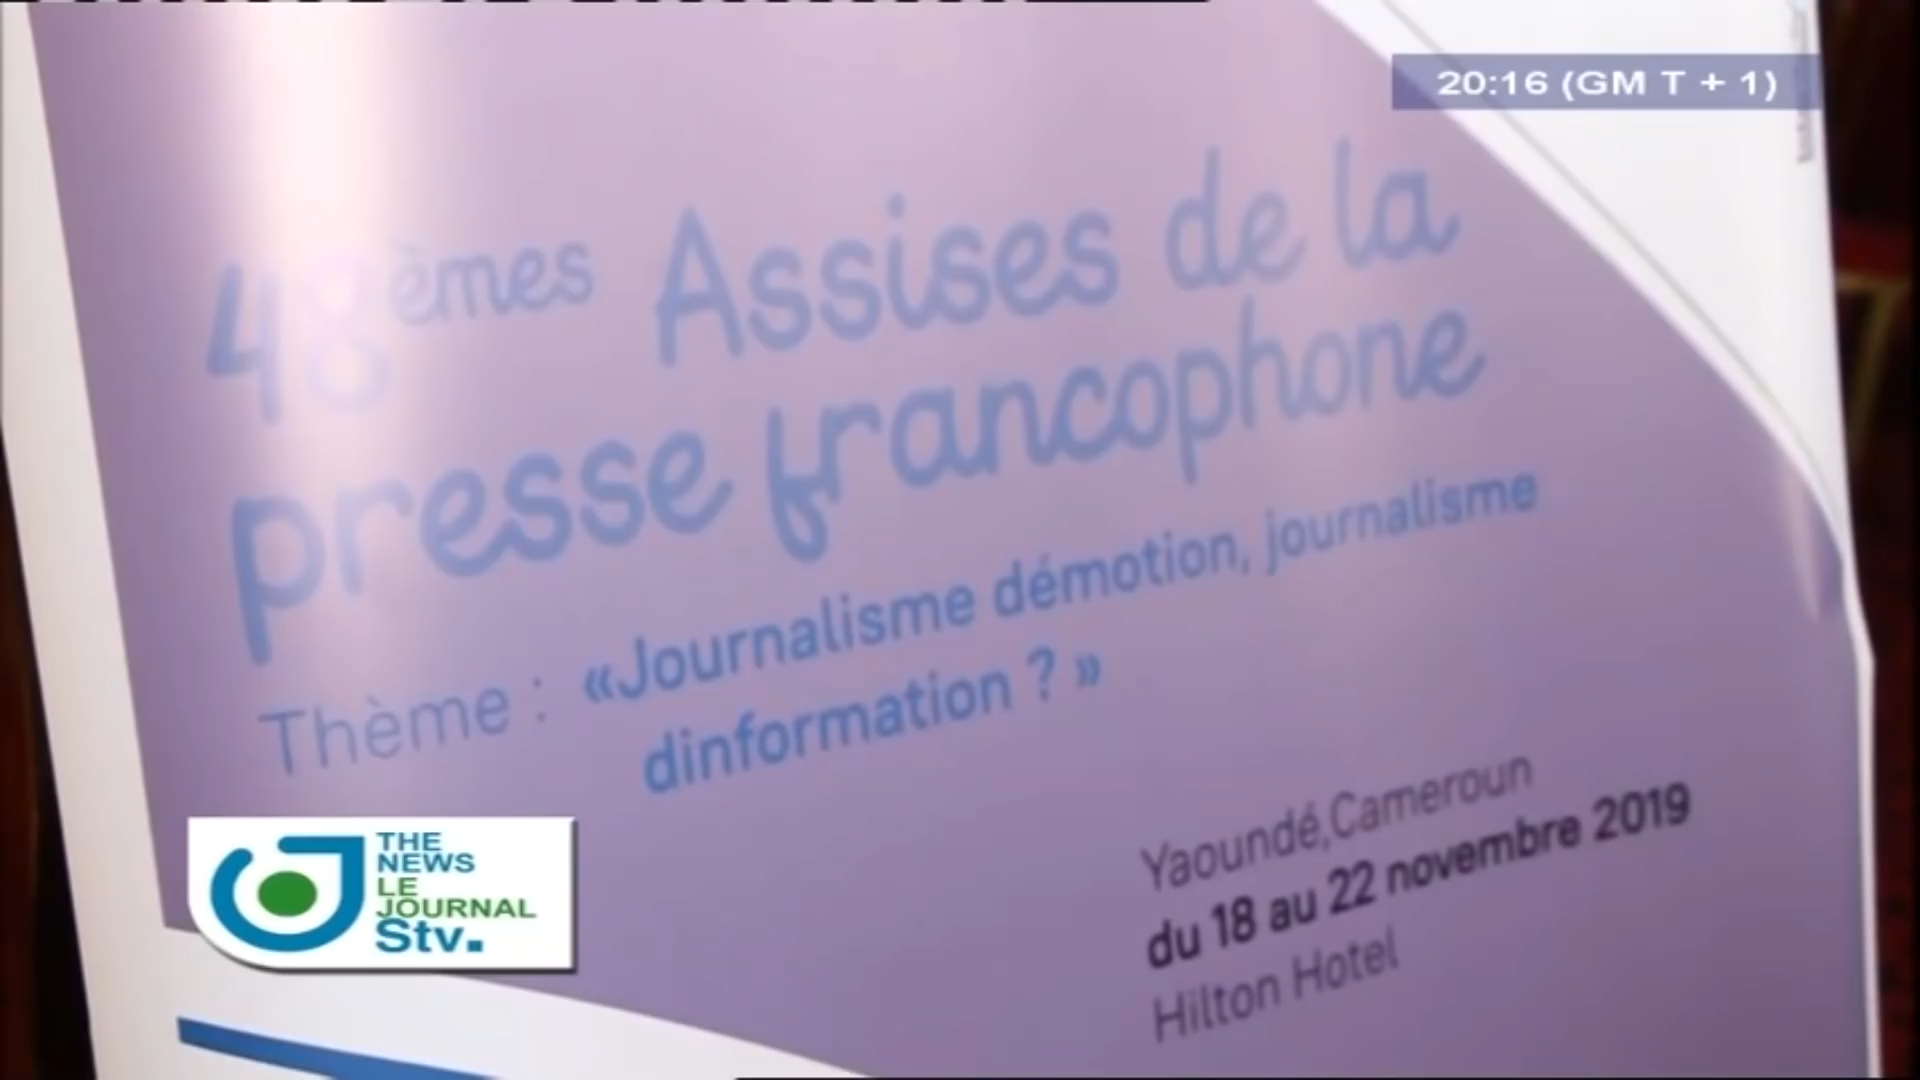 20:16 (GM T + 1)
48èmes Assises de la
presse francophone
Thème : «Journalisme démotion, journalisme
dinformation ? »
Yaoundé,Cameroun
du 18 au 22 novembre 2019
Hilton Hotel
THE
NEWS
LE
JOURNAL
Stv.